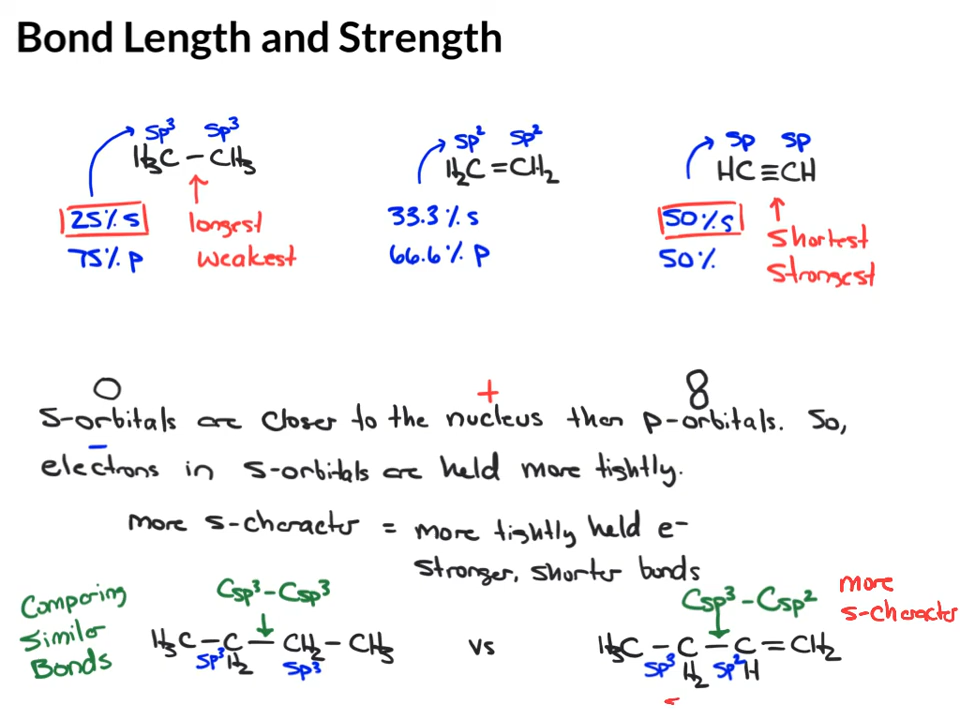 Bond Length and Strength
sp³ sp³
H₃C – CH₃
25% s
75% p
longest
weakest
sp² sp²
H₂C = CH₂
33.3% s
66.6% p
sp sp
HC ≡ CH
50% s
50%
shortest
strongest
+
s-orbitals are closer to the nucleus than p-orbitals. So,
–
electrons in s-orbitals are held more tightly.
more s-character = more tightly held e-
stronger, shorter bonds
Comparing
Similar
Bonds
Csp³-Csp³
H₃C – C – CH₂ – CH₃
H₂
sp³ sp³
vs
Csp³-Csp²
more
s-character
H₃C – C – C = CH₂
H₂ H
sp³ sp²